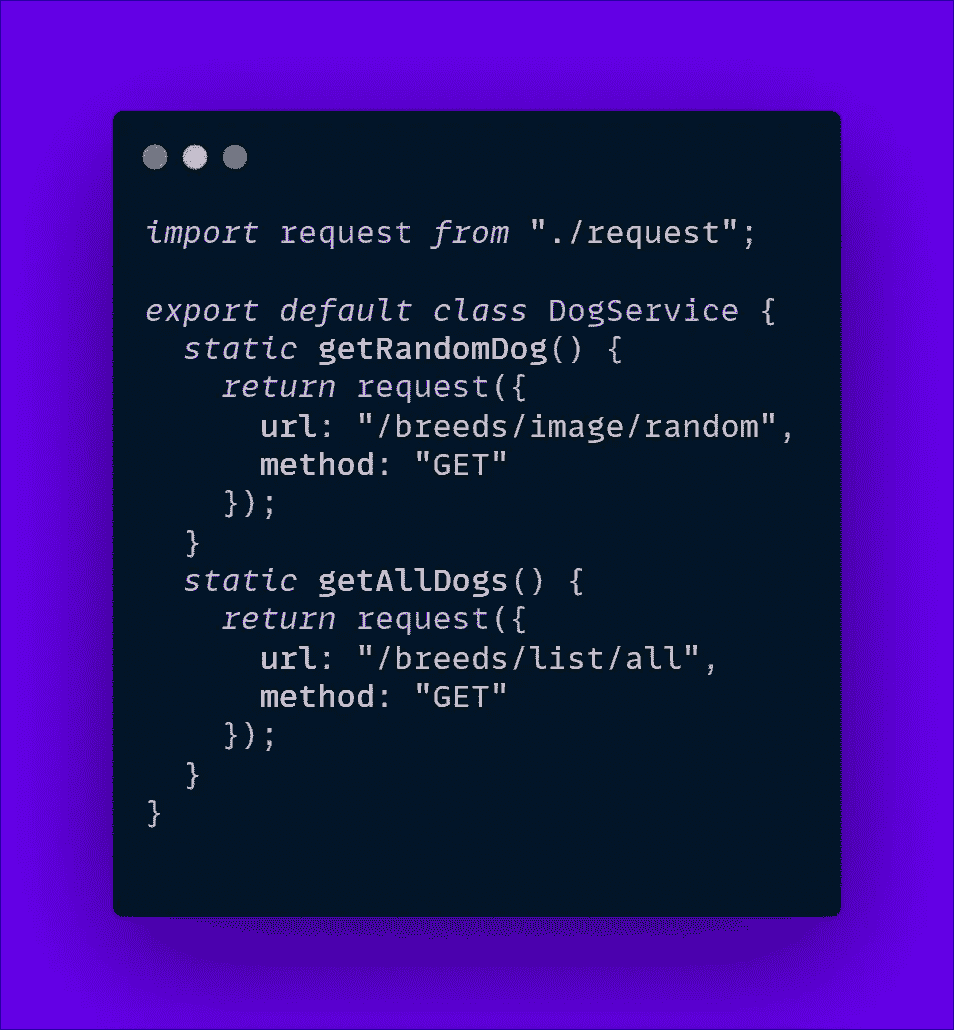 import request from "./request";
export default class DogService {
static getRandomDog() {
return request({
url: "/breeds/image/random",
method: "GET"
});
}
static getAllDogs() {
return request({
url: "/breeds/list/all",
method: "GET"
});
}
}